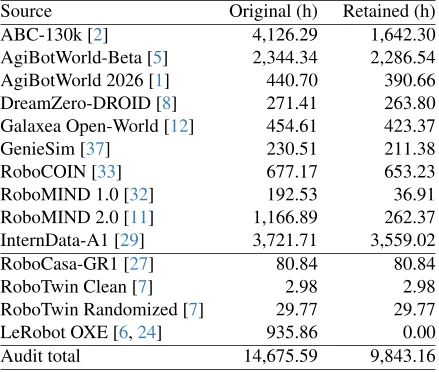 Source Original (h) Retained (h)
ABC-130k [2] 4,126.29 1,642.30
AgiBotWorld-Beta [5] 2,344.34 2,286.54
AgiBotWorld 2026 [1] 440.70 390.66
DreamZero-DROID [8] 271.41 263.80
Galaxea Open-World [12] 454.61 423.37
GenieSim [37] 230.51 211.38
RoboCOIN [33] 677.17 653.23
RoboMIND 1.0 [32] 192.53 36.91
RoboMIND 2.0 [11] 1,166.89 262.37
InternData-A1 [29] 3,721.71 3,559.02
RoboCasa-GR1 [27] 80.84 80.84
RoboTwin Clean [7] 2.98 2.98
RoboTwin Randomized [7] 29.77 29.77
LeRobot OXE [6, 24] 935.86 0.00
Audit total 14,675.59 9,843.16